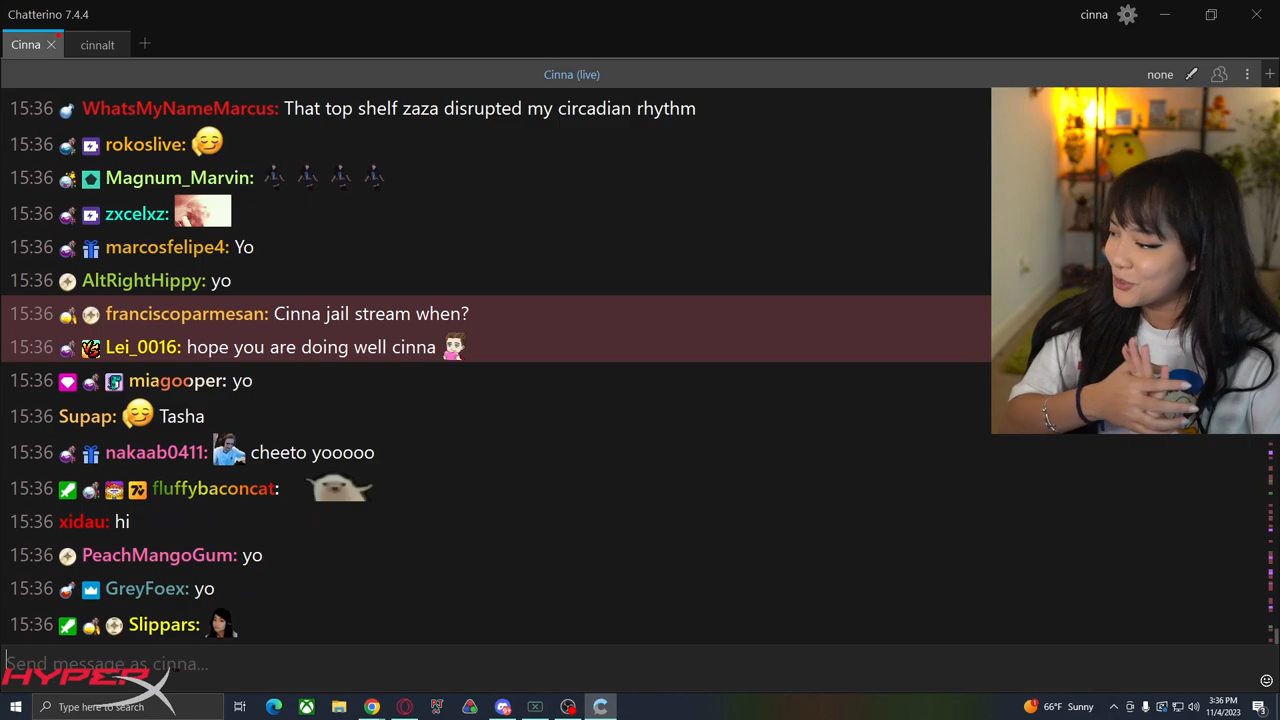 Chatterino 7.4.4
cinna
Cinna
cinnalt
Cinna (live)
none
15:36 WhatsMyNameMarcus: That top shelf zaza disrupted my circadian rhythm
15:36 rokoslive:
15:36 Magnum_Marvin:
15:36 zxcelxz:
15:36 marcosfelipe4: Yo
15:36 AltRightHippy: yo
15:36 franciscoparmesan: Cinna jail stream when?
15:36 Lei_0016: hope you are doing well cinna
15:36 miagooper: yo
15:36 Supap: Tasha
15:36 nakaab0411: cheeto yooooo
15:36 fluffybaconcat:
15:36 xidau: hi
15:36 PeachMangoGum: yo
15:36 GreyFoex: yo
15:36 Slippars:
Send message as cinna...
HYPERX
Type here to search
66°F Sunny
3:36 PM
11/4/2023
3